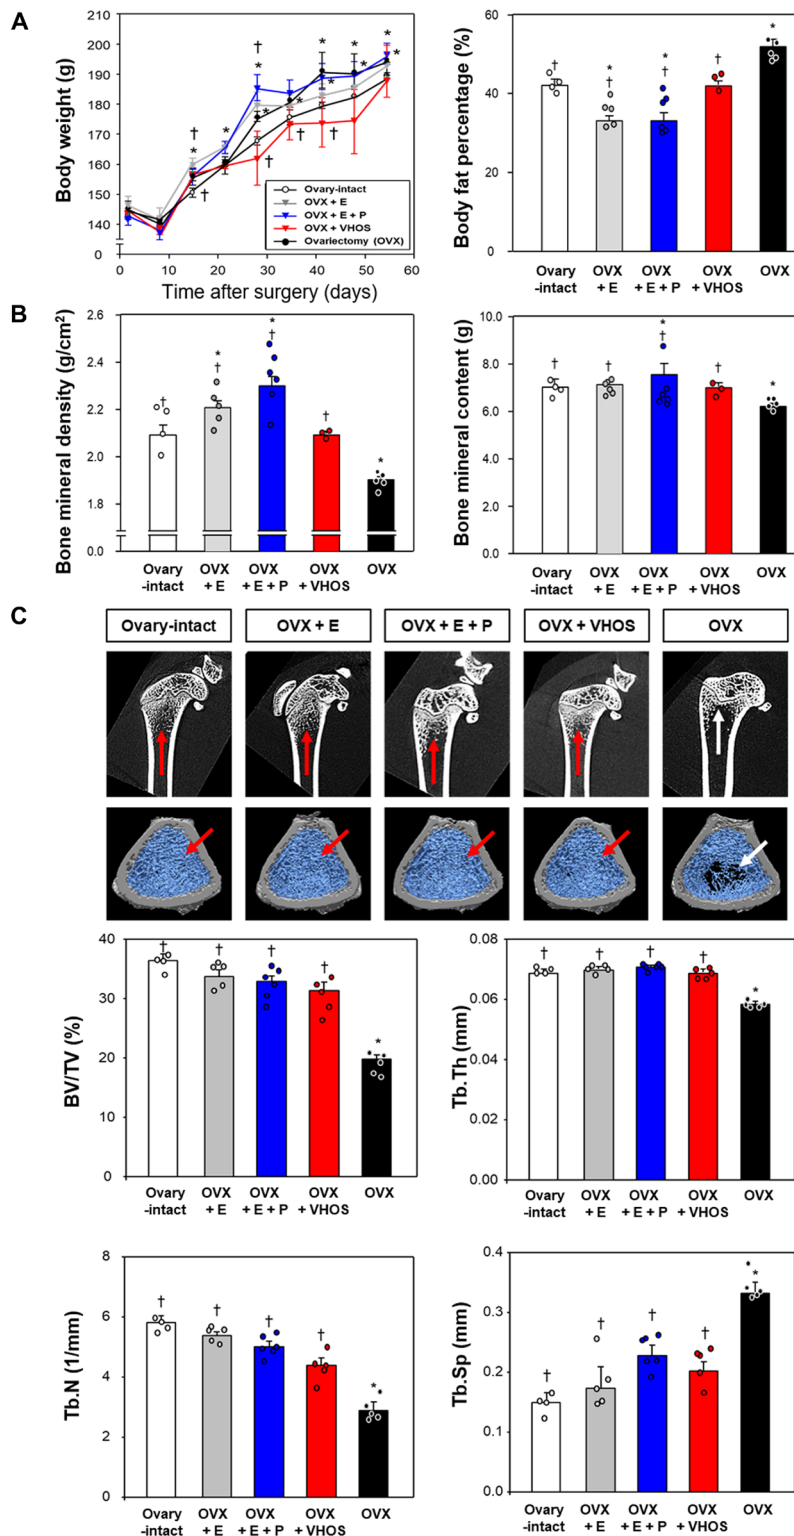 A
Body weight (g)
210
200
190
180
170
160
150
140
0
10
20
30
40
50
60
Time after surgery (days)
Ovary-intact
OVX + E
OVX + E + P
OVX + VHOS
Ovariectomy (OVX)
* † * * † * * * * * * * * * † † † †
Body fat percentage (%)
60
40
20
0
† * † * † † *
Ovary OVX OVX OVX OVX
-intact + E + E + P + VHOS
B
Bone mineral density (g/cm2)
2.6
2.4
2.2
2.0
1.8
0.0
† * † * † † *
Ovary OVX OVX OVX OVX
-intact + E + E + P + VHOS
Bone mineral content (g)
10.0
8.0
6.0
4.0
2.0
0.0
† † * † † *
Ovary OVX OVX OVX OVX
-intact + E + E + P + VHOS
C
Ovary-intact
OVX + E
OVX + E + P
OVX + VHOS
OVX
BV/TV (%)
40
30
20
10
0
† † † † *
Ovary OVX OVX OVX OVX
-intact + E + E + P + VHOS
Tb.Th (mm)
0.08
0.06
0.04
0.02
0.00
† † † † *
Ovary OVX OVX OVX OVX
-intact + E + E + P + VHOS
Tb.N (1/mm)
8
6
4
2
0
† † † † *
Ovary OVX OVX OVX OVX
-intact + E + E + P + VHOS
Tb.Sp (mm)
0.4
0.3
0.2
0.1
0.0
† † † † *
Ovary OVX OVX OVX OVX
-intact + E + E + P + VHOS